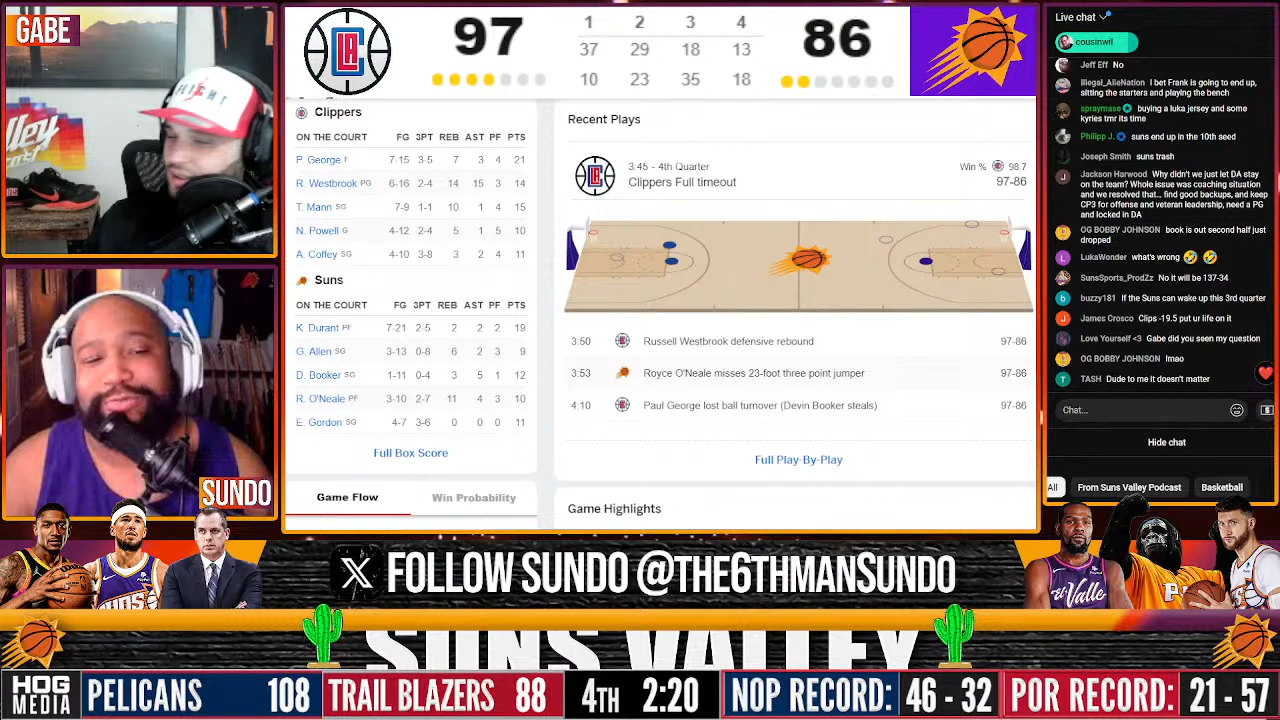 GABE
SUNDO
97
1 2 3 4
37 29 18 13
10 23 35 18
86
Clippers
ON THE COURT FG 3PT REB AST PF PTS
P. George F 7-15 3-5 7 3 4 21
R. Westbrook PG 6-16 2-4 14 15 3 14
T. Mann SG 7-9 1-1 10 1 4 15
N. Powell G 4-12 2-4 5 1 5 10
A. Coffey SG 4-10 3-8 3 2 4 11
Suns
ON THE COURT FG 3PT REB AST PF PTS
K. Durant PF 7-21 2-5 2 2 2 19
G. Allen SG 3-13 0-8 6 2 3 9
D. Booker SG 1-11 0-4 3 5 1 12
R. O'Neale PF 3-10 2-7 11 4 3 10
E. Gordon SG 4-7 3-6 0 0 0 11
Full Box Score
Game Flow Win Probability
Recent Plays
3:45 - 4th Quarter Win % 98.7
Clippers Full timeout 97-86
3:50 Russell Westbrook defensive rebound 97-86
3:53 Royce O'Neale misses 23-foot three point jumper 97-86
4:10 Paul George lost ball turnover (Devin Booker steals) 97-86
Full Play-By-Play
Game Highlights
Live chat
cousinwil
Jeff Eff No
Illegal_AlieNation I bet Frank is going to end up,
sitting the starters and playing the bench
spraymase buying a luka jersey and some
kyries tmr its time
Philipp J. suns end up in the 10th seed
Joseph Smith suns trash
Jackson Harwood Why didn't we just let DA stay
on the team? Whole issue was coaching situation
and we resolved that... find good backups, and keep
CP3 for offense and veteran leadership, need a PG
and locked in DA
OG BOBBY JOHNSON book is out second half just
dropped
LukaWonder what's wrong 🤣 🤣
SunsSports_ProdZz No it will be 137-34
buzzy181 If the Suns can wake up this 3rd quarter
James Crosco Clips -19.5 put ur life on it
Love Yourself <3 Gabe did you seen my question
OG BOBBY JOHNSON lmao
TASH Dude to me it doesn't matter
Chat...
Hide chat
All From Suns Valley Podcast Basketball
X FOLLOW SUNDO @THE6THMANSUNDO
SUNS VALLEY
HOG
MEDIA
PELICANS 108 TRAIL BLAZERS 88 4TH 2:20 NOP RECORD: 46 - 32 POR RECORD: 21 - 57